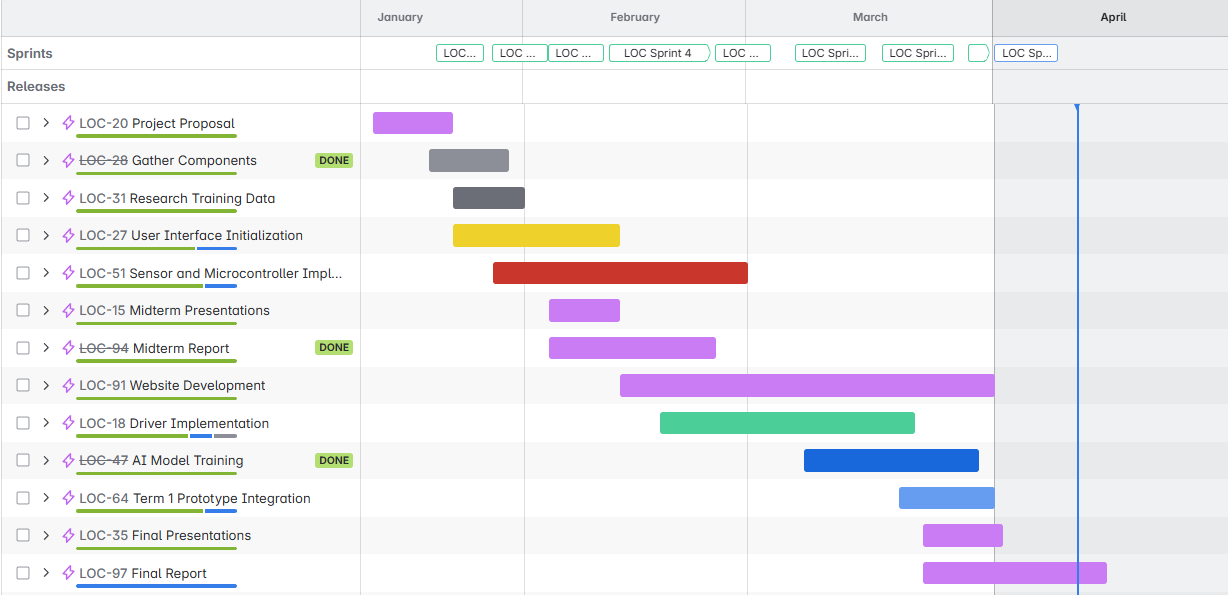 January February March April
Sprints LOC... LOC ... LOC ... LOC Sprint 4 LOC ... LOC Spri... LOC Spri... LOC Sp...
Releases
LOC-20 Project Proposal
LOC-28 Gather Components DONE
LOC-31 Research Training Data
LOC-27 User Interface Initialization
LOC-51 Sensor and Microcontroller Impl...
LOC-15 Midterm Presentations
LOC-94 Midterm Report DONE
LOC-91 Website Development
LOC-18 Driver Implementation
LOC-47 AI Model Training DONE
LOC-64 Term 1 Prototype Integration
LOC-35 Final Presentations
LOC-97 Final Report